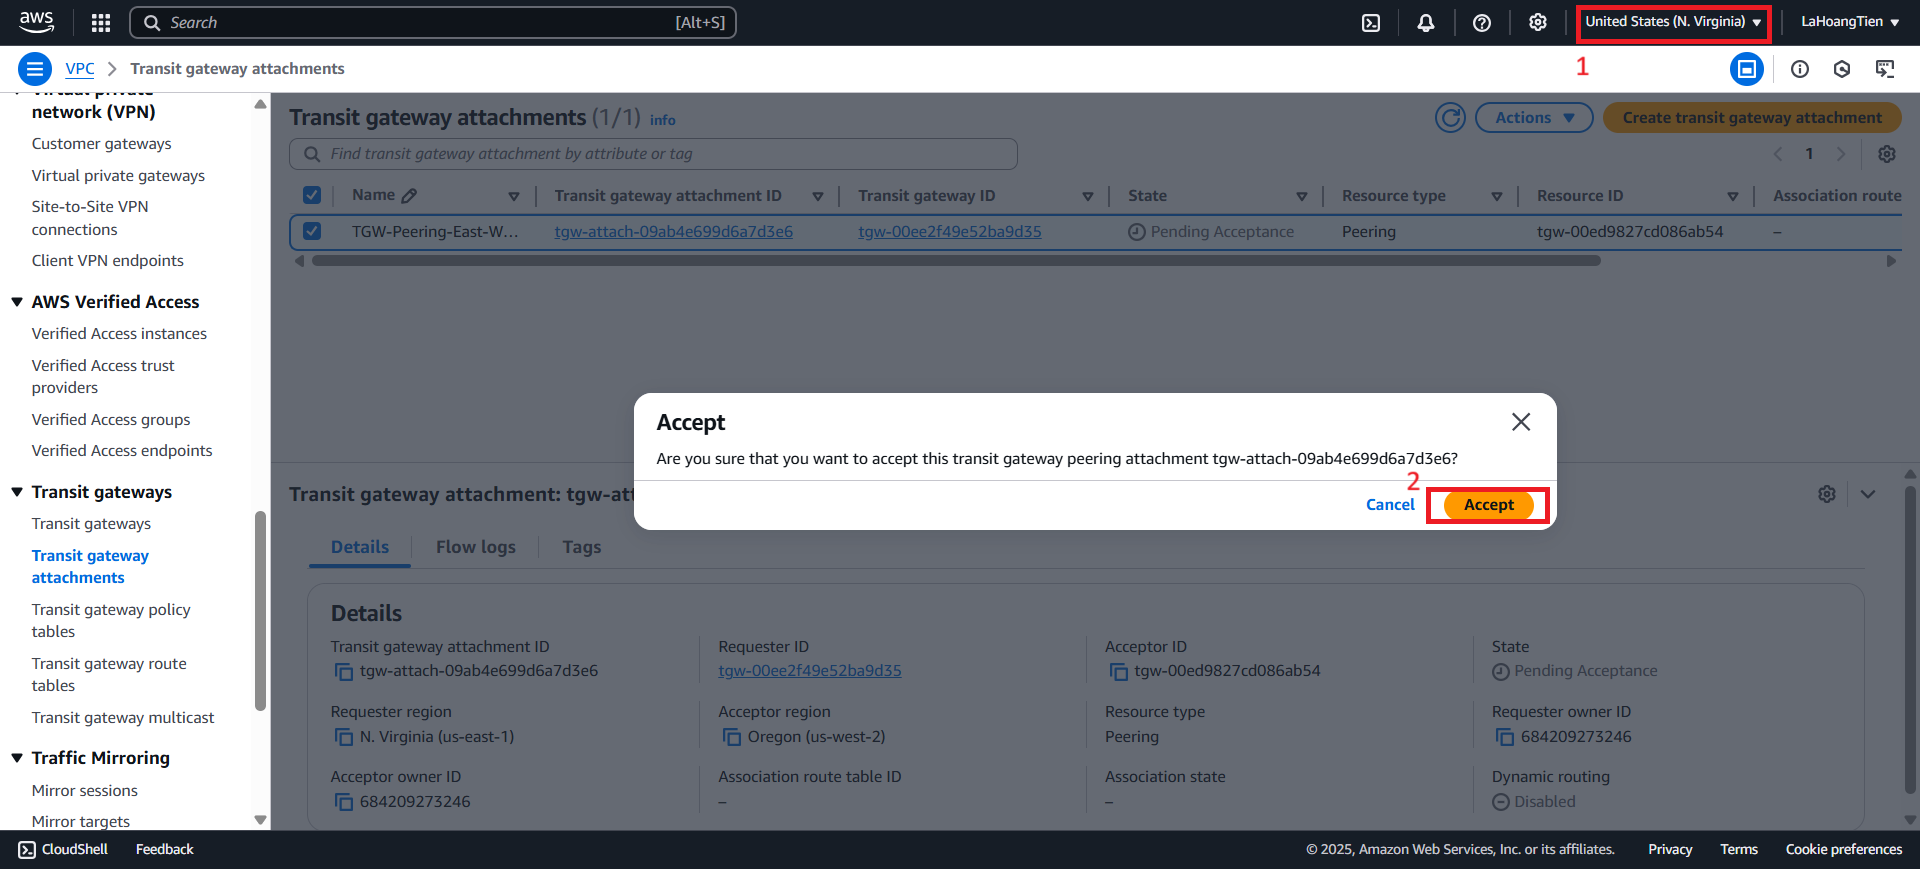 aws
Search [Alt+S]
United States (N. Virginia)
LaHoangTien
1
VPC
Transit gateway attachments
Virtual private
network (VPN)
Customer gateways
Virtual private gateways
Site-to-Site VPN
connections
Client VPN endpoints
AWS Verified Access
Verified Access instances
Verified Access trust
providers
Verified Access groups
Verified Access endpoints
Transit gateways
Transit gateways
Transit gateway
attachments
Transit gateway policy
tables
Transit gateway route
tables
Transit gateway multicast
Traffic Mirroring
Mirror sessions
Mirror targets
Transit gateway attachments (1/1) info
Actions
Create transit gateway attachment
Find transit gateway attachment by attribute or tag
1
Name Transit gateway attachment ID Transit gateway ID State Resource type Resource ID Association route
TGW-Peering-East-W... tgw-attach-09ab4e699d6a7d3e6 tgw-00ee2f49e52ba9d35 Pending Acceptance Peering tgw-00ed9827cd086ab54 –
Accept
Are you sure that you want to accept this transit gateway peering attachment tgw-attach-09ab4e699d6a7d3e6?
2
Cancel Accept
Transit gateway attachment: tgw-att
Details Flow logs Tags
Details
Transit gateway attachment ID
tgw-attach-09ab4e699d6a7d3e6
Requester ID
tgw-00ee2f49e52ba9d35
Acceptor ID
tgw-00ed9827cd086ab54
State
Pending Acceptance
Requester region
N. Virginia (us-east-1)
Acceptor region
Oregon (us-west-2)
Resource type
Peering
Requester owner ID
684209273246
Acceptor owner ID
684209273246
Association route table ID
–
Association state
–
Dynamic routing
Disabled
CloudShell Feedback © 2025, Amazon Web Services, Inc. or its affiliates. Privacy Terms Cookie preferences